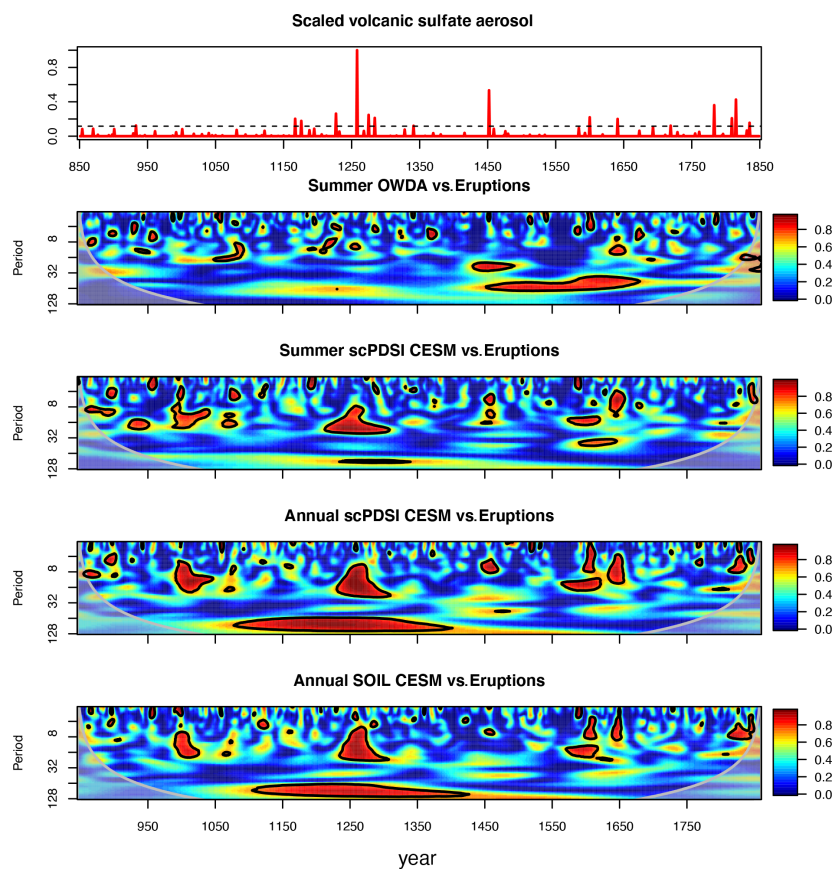 Scaled volcanic sulfate aerosol
0.8
0.4
0.0
850 950 1050 1150 1250 1350 1450 1550 1650 1750 1850
Summer OWDA vs.Eruptions
Period
8
32
128
0.8
0.6
0.4
0.2
0.0
Summer scPDSI CESM vs.Eruptions
Period
8
32
128
0.8
0.6
0.4
0.2
0.0
Annual scPDSI CESM vs.Eruptions
Period
8
32
128
0.8
0.6
0.4
0.2
0.0
Annual SOIL CESM vs.Eruptions
Period
8
32
128
0.8
0.6
0.4
0.2
0.0
950 1050 1150 1250 1350 1450 1550 1650 1750
year